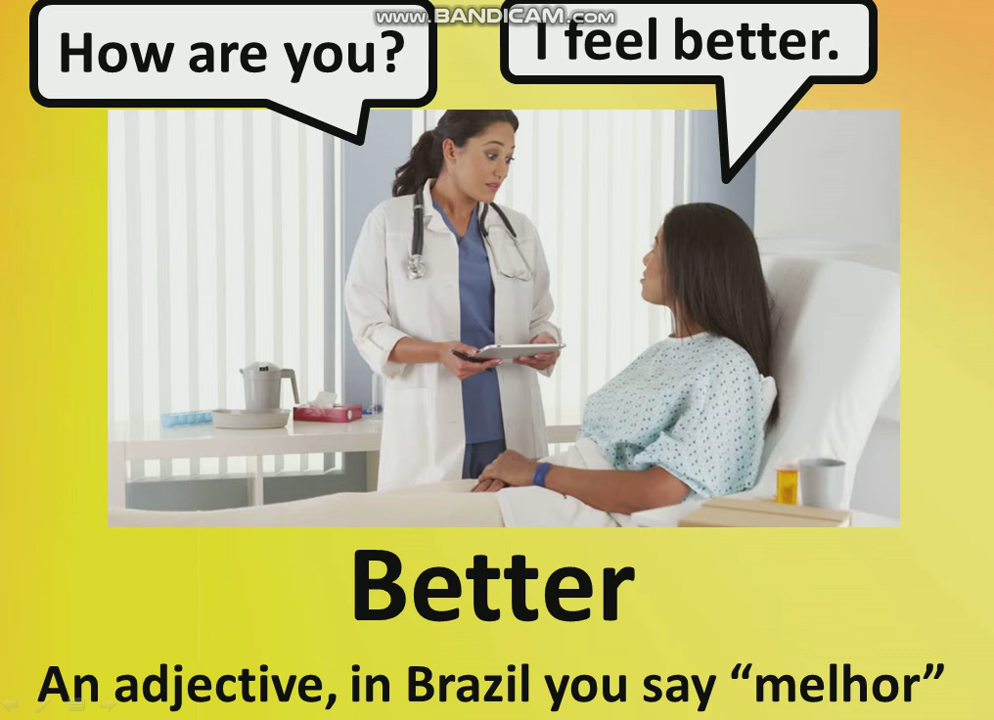 www.BANDICAM.com
How are you?
I feel better.
Better
An adjective, in Brazil you say “melhor”